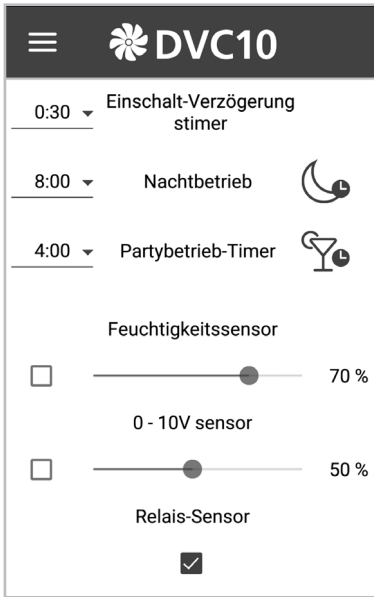 DVC10
0:30 Einschalt-Verzögerung
stimer
8:00 Nachtbetrieb
4:00 Partybetrieb-Timer
Feuchtigkeitssensor
70 %
0 - 10V sensor
50 %
Relais-Sensor